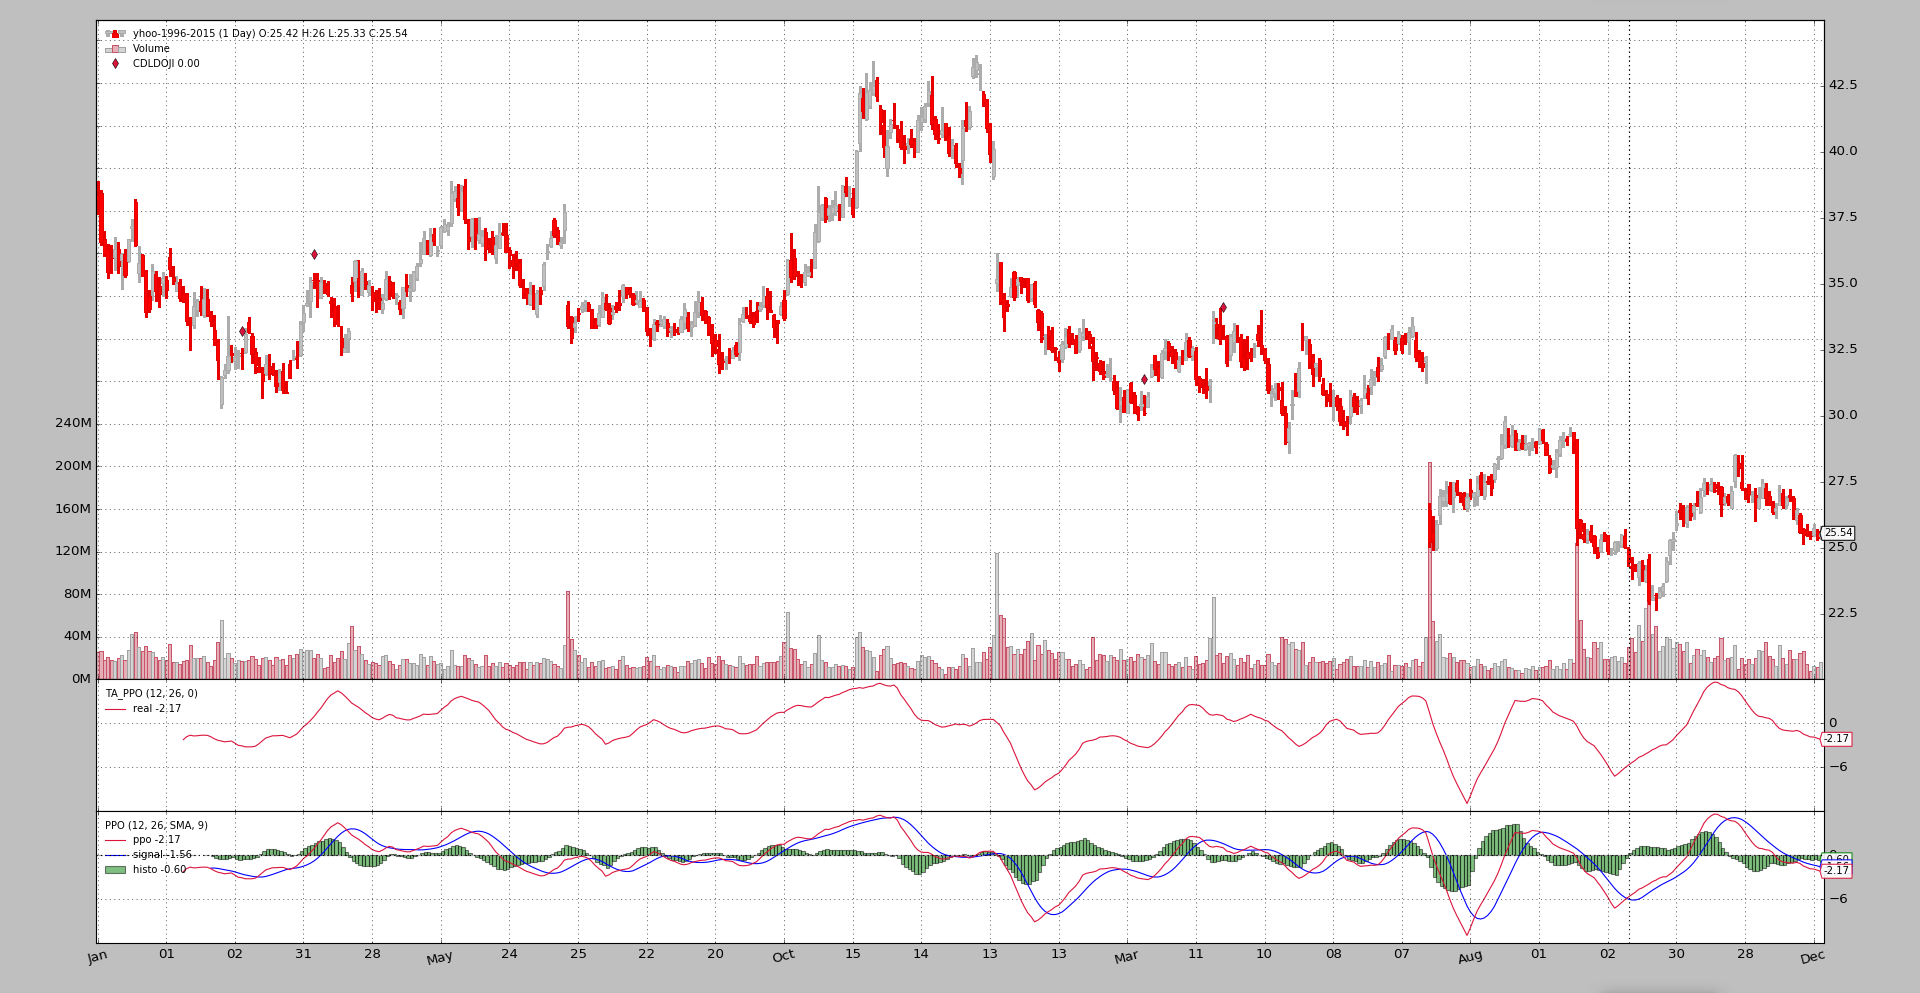 yhoo-1996-2015 (1 Day) O:25.42 H:26 L:25.33 C:25.54
Volume
CDLDOJI 0.00
42.5
40.0
37.5
35.0
32.5
30.0
27.5
25.54
25.0
22.5
240M
200M
160M
120M
80M
40M
0M
TA_PPO (12, 26, 0)
real -2.17
0
-2.17
−6
PPO (12, 26, SMA, 9)
ppo -2.17
signal -1.56
histo -0.60
-2.17
−6
Jan 01 02 31 28 May 24 25 22 20 Oct 15 14 13 13 Mar 11 10 08 07 Aug 01 02 30 28 Dec